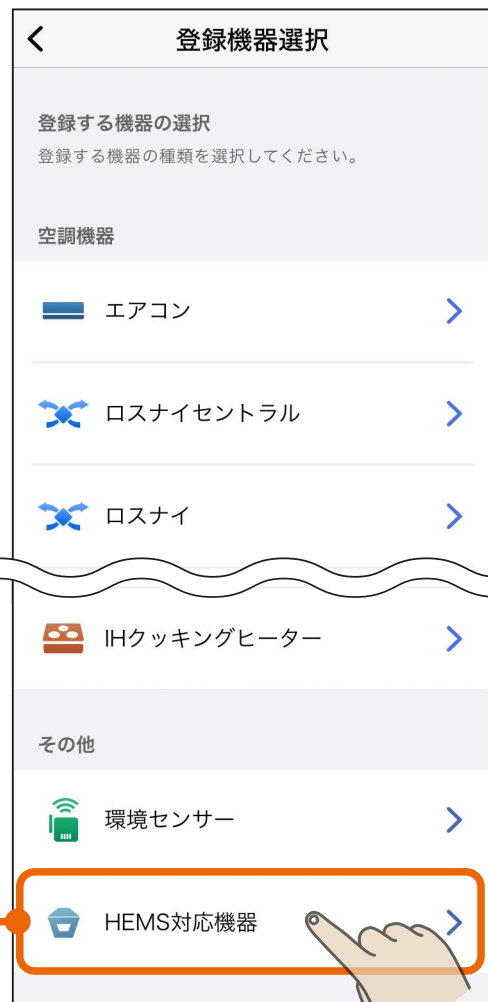 登録機器選択
登録する機器の選択
登録する機器の種類を選択してください。
空調機器
エアコン
ロスナイセントラル
ロスナイ
IHクッキングヒーター
その他
環境センサー
HEMS対応機器